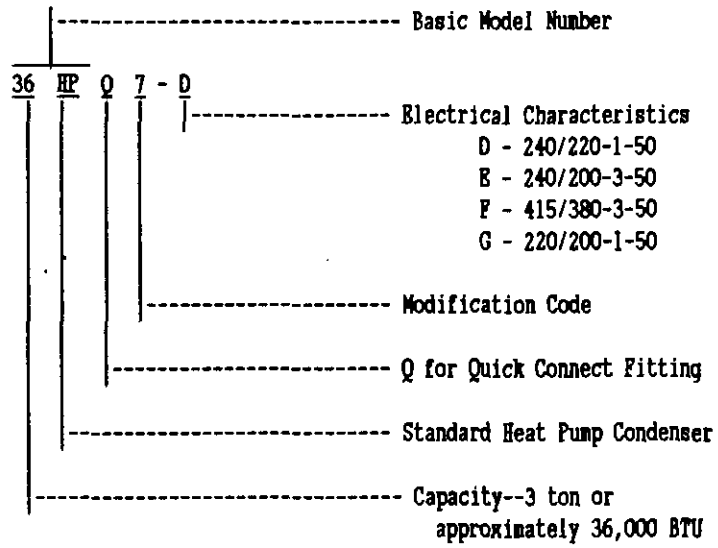 Basic Model Number
36 HP Q 7 - D
Electrical Characteristics
D - 240/220-1-50
E - 240/200-3-50
F - 415/380-3-50
G - 220/200-1-50
Modification Code
Q for Quick Connect Fitting
Standard Heat Pump Condenser
Capacity--3 ton or
approximately 36,000 BTU